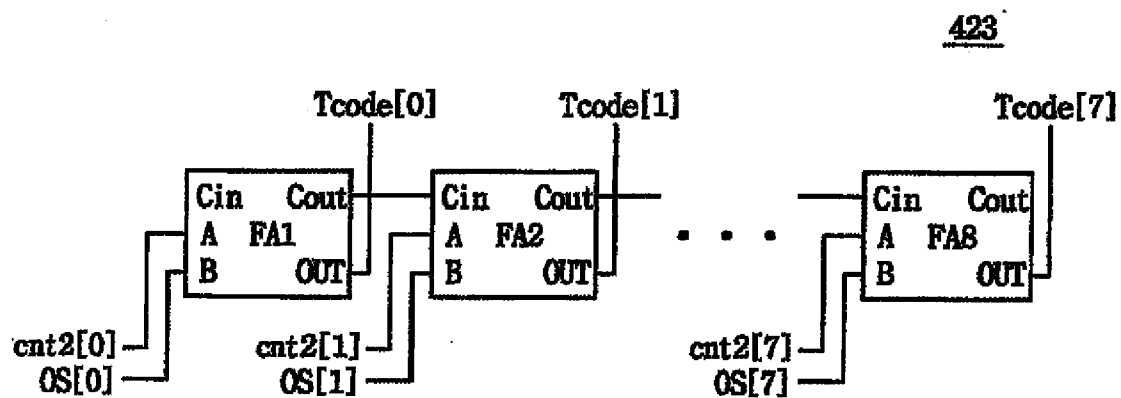 423
Tcode[0] Tcode[1] Tcode[7]
Cin Cout Cin Cout Cin Cout
A FA1 A FA2 • • • A FA8
B OUT B OUT B OUT
cnt2[0] cnt2[1] cnt2[7]
OS[0] OS[1] OS[7]